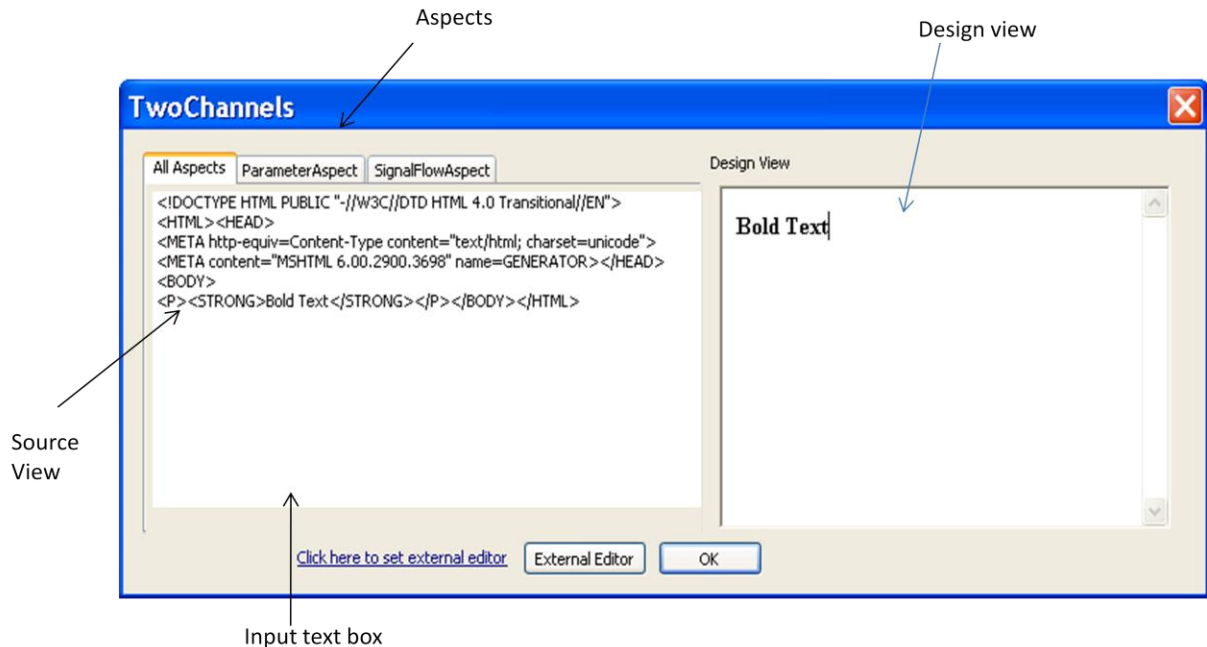 Aspects
Design view
TwoChannels
All Aspects
ParameterAspect
SignalFlowAspect
Design View
<!DOCTYPE HTML PUBLIC "-//W3C//DTD HTML 4.0 Transitional//EN">
<HTML><HEAD>
<META http-equiv=Content-Type content="text/html; charset=unicode">
<META content="MSHTML 6.00.2900.3698" name=GENERATOR></HEAD>
<BODY>
<P><STRONG>Bold Text</STRONG></P></BODY></HTML>
Bold Text
Source
View
Click here to set external editor
External Editor
OK
Input text box